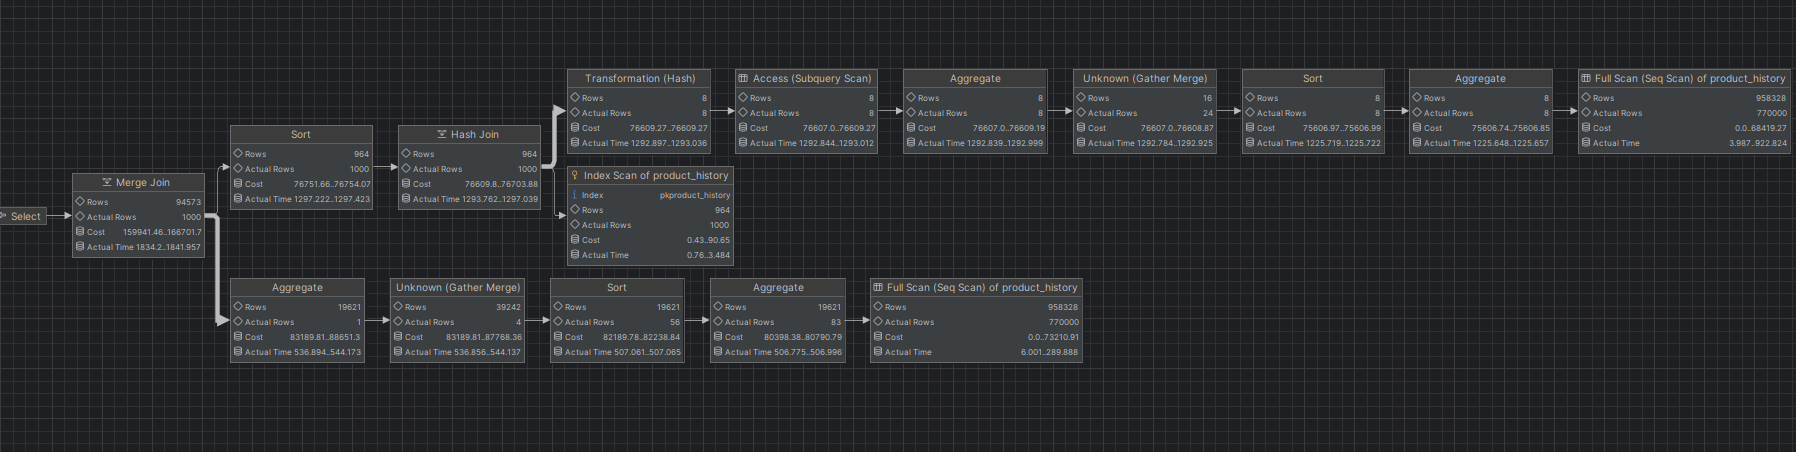 Select
Merge Join
Rows 94573
Actual Rows 1000
Cost 159941.46..166701.7
Actual Time 1834.2..1841.957
Sort
Rows 964
Actual Rows 1000
Cost 76751.66..76754.07
Actual Time 1297.222..1297.423
Hash Join
Rows 964
Actual Rows 1000
Cost 76609.8..76703.88
Actual Time 1293.762..1297.039
Transformation (Hash)
Rows 8
Actual Rows 8
Cost 76609.27..76609.27
Actual Time 1292.897..1293.036
Access (Subquery Scan)
Rows 8
Actual Rows 8
Cost 76607.0..76609.27
Actual Time 1292.844..1293.012
Aggregate
Rows 8
Actual Rows 8
Cost 76607.0..76609.19
Actual Time 1292.839..1292.999
Unknown (Gather Merge)
Rows 16
Actual Rows 24
Cost 76607.0..76608.87
Actual Time 1292.784..1292.925
Sort
Rows 8
Actual Rows 8
Cost 75606.97..75606.99
Actual Time 1225.719..1225.722
Aggregate
Rows 8
Actual Rows 8
Cost 75606.74..75606.85
Actual Time 1225.648..1225.657
Full Scan (Seq Scan) of product_history
Rows 958328
Actual Rows 770000
Cost 0.0..68419.27
Actual Time 3.987..922.824
Index Scan of product_history
Index pkproduct_history
Rows 964
Actual Rows 1000
Cost 0.43..90.65
Actual Time 0.76..3.484
Aggregate
Rows 19621
Actual Rows 1
Cost 83189.81..88651.3
Actual Time 536.894..544.173
Unknown (Gather Merge)
Rows 39242
Actual Rows 4
Cost 83189.81..87768.36
Actual Time 536.856..544.137
Sort
Rows 19621
Actual Rows 56
Cost 82189.78..82238.84
Actual Time 507.061..507.065
Aggregate
Rows 19621
Actual Rows 83
Cost 80398.38..80790.79
Actual Time 506.775..506.996
Full Scan (Seq Scan) of product_history
Rows 958328
Actual Rows 770000
Cost 0.0..73210.91
Actual Time 6.001..289.888